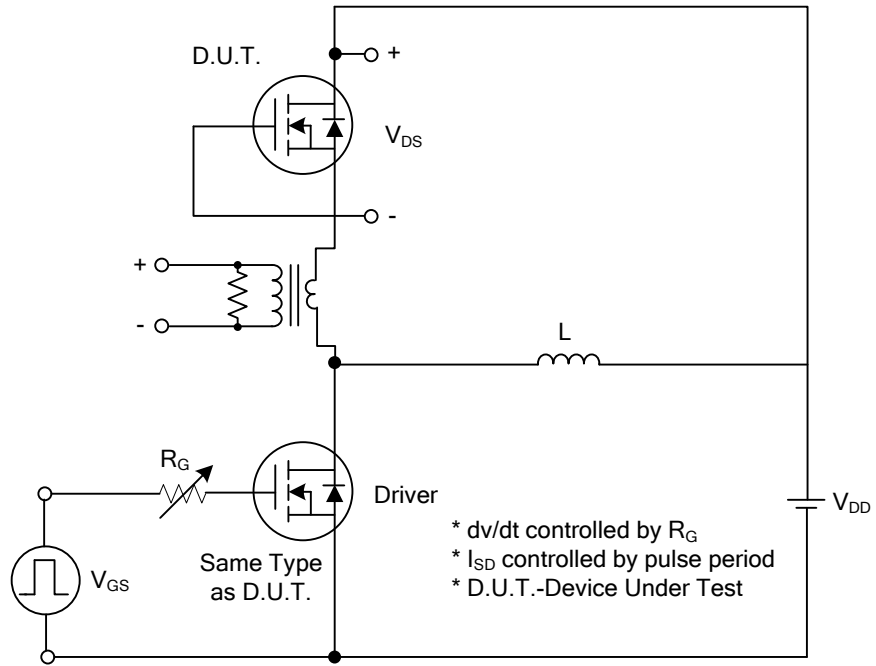 D.U.T.
+
V_DS
-
+
-
L
R_G
Driver
V_DD
* dv/dt controlled by R_G
* I_SD controlled by pulse period
* D.U.T.-Device Under Test
Same Type
as D.U.T.
V_GS